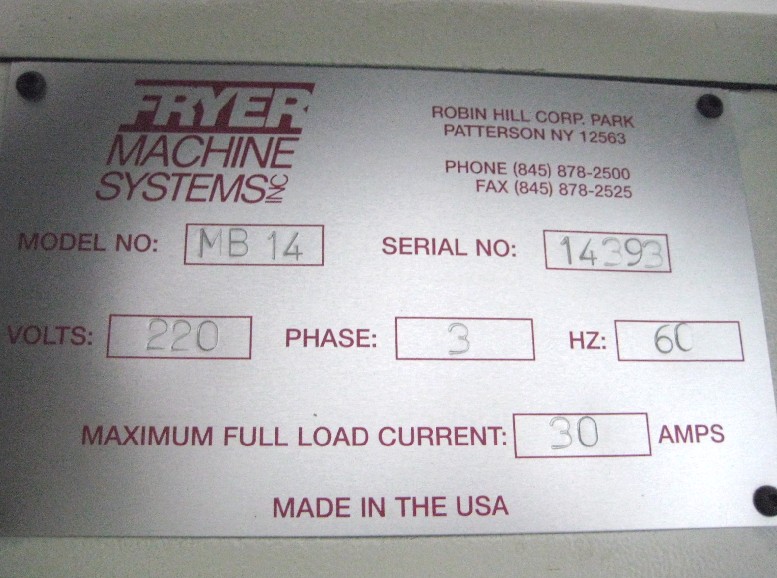 FRYER
MACHINE
SYSTEMS INC
ROBIN HILL CORP. PARK
PATTERSON NY 12563
PHONE (845) 878-2500
FAX (845) 878-2525
MODEL NO: MB 14
SERIAL NO: 14393
VOLTS: 220 PHASE: 3 HZ: 60
MAXIMUM FULL LOAD CURRENT: 30 AMPS
MADE IN THE USA